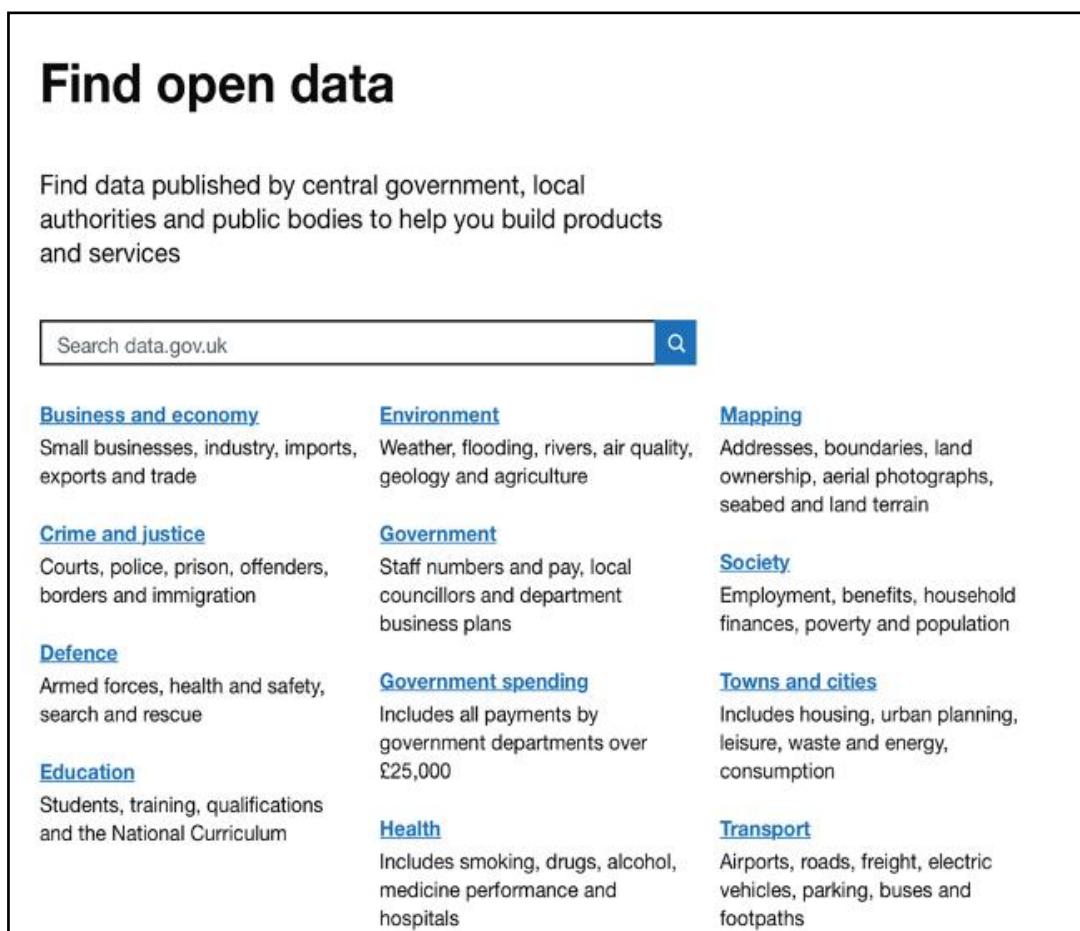 Find open data
Find data published by central government, local
authorities and public bodies to help you build products
and services
Search data.gov.uk
Business and economy
Small businesses, industry, imports,
exports and trade
Crime and justice
Courts, police, prison, offenders,
borders and immigration
Defence
Armed forces, health and safety,
search and rescue
Education
Students, training, qualifications
and the National Curriculum
Environment
Weather, flooding, rivers, air quality,
geology and agriculture
Government
Staff numbers and pay, local
councillors and department
business plans
Government spending
Includes all payments by
government departments over
£25,000
Health
Includes smoking, drugs, alcohol,
medicine performance and
hospitals
Mapping
Addresses, boundaries, land
ownership, aerial photographs,
seabed and land terrain
Society
Employment, benefits, household
finances, poverty and population
Towns and cities
Includes housing, urban planning,
leisure, waste and energy,
consumption
Transport
Airports, roads, freight, electric
vehicles, parking, buses and
footpaths